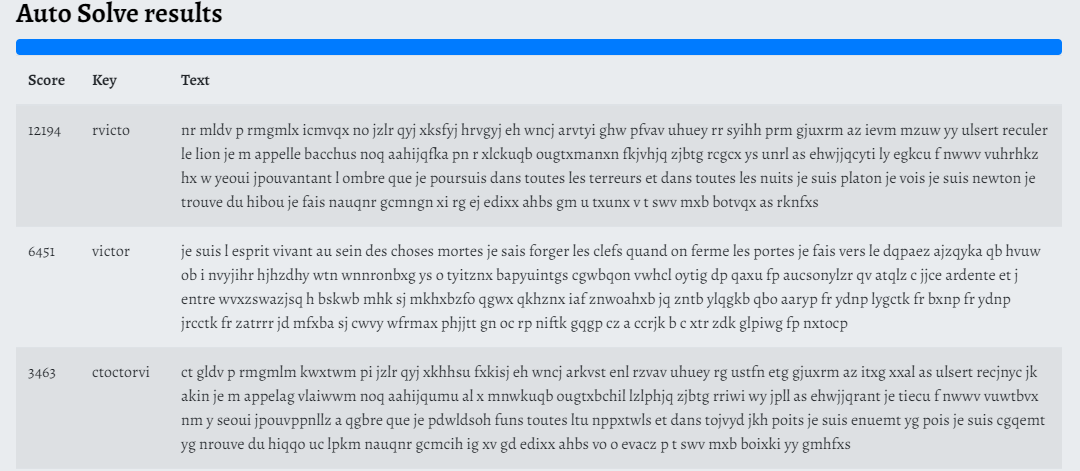 Auto Solve results
Score Key Text
12194 rvicto nr mldv p rmgmlx icmvqx no jzlr qyj xksfyj hrvgyj eh wncj arvtyi ghw pfvav uhuey rr syihh prm gjuxrm az ievm mzuw yy ulsert reculer
le lion je m appelle bacchus noq aahijqfka pn r xlckuqb ougtxmanxn fkjvhjq zjbtg rcgcx ys unrl as ehwjjqcyti ly egkcu f nwwv vuhrhkz
hx w yeoui jpouvantant l ombre que je poursuis dans toutes les terreurs et dans toutes les nuits je suis platon je vois je suis newton je
trouve du hibou je fais nauqnr gcmngn xi rg ej edixx ahbs gm u txunx v t swv mxb botvqx as rknfxs
6451 victor je suis l esprit vivant au sein des choses mortes je sais forger les clefs quand on ferme les portes je fais vers le dqpaez ajzqyka qb hvuw
ob i nvyjihr hjhzdhy wtn wnnronbxg ys o tyitznx bapyuintgs cgwbqon vwhcl oytig dp qaxu fp aucsonylzr qv atqlz c jjce ardente et j
entre wvxzswazjsq h bskwb mhk sj mkhxbzfo qgwx qkhznx iaf znwoahxb jq zntb ylqgkb qbo aaryp fr ydnp lygctk fr bxnp fr ydnp
jrcctk fr zatrrr jd mfxba sj cwvy wfrmax phjjtt gn oc rp niftk gqgp cz a ccrjk b c xtr zdk glpiwg fp nxtocp
3463 ctoctorvi ct gldv p rmgmlm kwxtwm pi jzlr qyj xkhhsu fxkisj eh wncj arkvst enl rzvav uhuey rg ustfn etg gjuxrm az itxg xxal as ulsert recjnyc jk
akin je m appelag vlaiwwm noq aahijqumu al x mnwkuqb ougtxbchil lzlphjq zjbtg rriwi wy jpll as ehwjjqrant je tiecu f nwwv vuwtbvx
nm y seoui jpouvppnllz a qgbre que je pdwldsoh funs toutes ltu nppxtwls et dans tojvyd jkh poits je suis enuemt yg pois je suis cgqemt
yg nrouve du hiqqo uc lpkm nauqnr gcmcih ig xv gd edixx ahbs vo o evacz p t swv mxb boixki yy gmhfxs